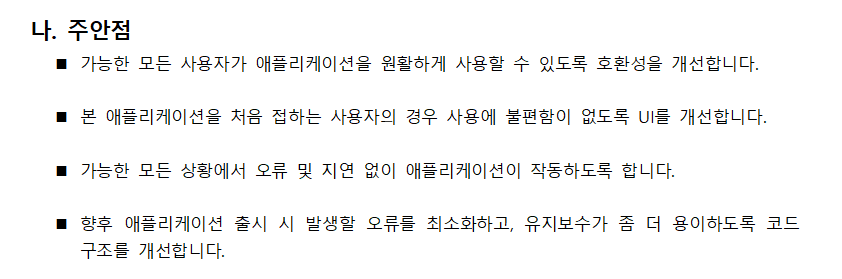 나. 주안점
■ 가능한 모든 사용자가 애플리케이션을 원활하게 사용할 수 있도록 호환성을 개선합니다.
■ 본 애플리케이션을 처음 접하는 사용자의 경우 사용에 불편함이 없도록 UI를 개선합니다.
■ 가능한 모든 상황에서 오류 및 지연 없이 애플리케이션이 작동하도록 합니다.
■ 향후 애플리케이션 출시 시 발생할 오류를 최소화하고, 유지보수가 좀 더 용이하도록 코드
구조를 개선합니다.